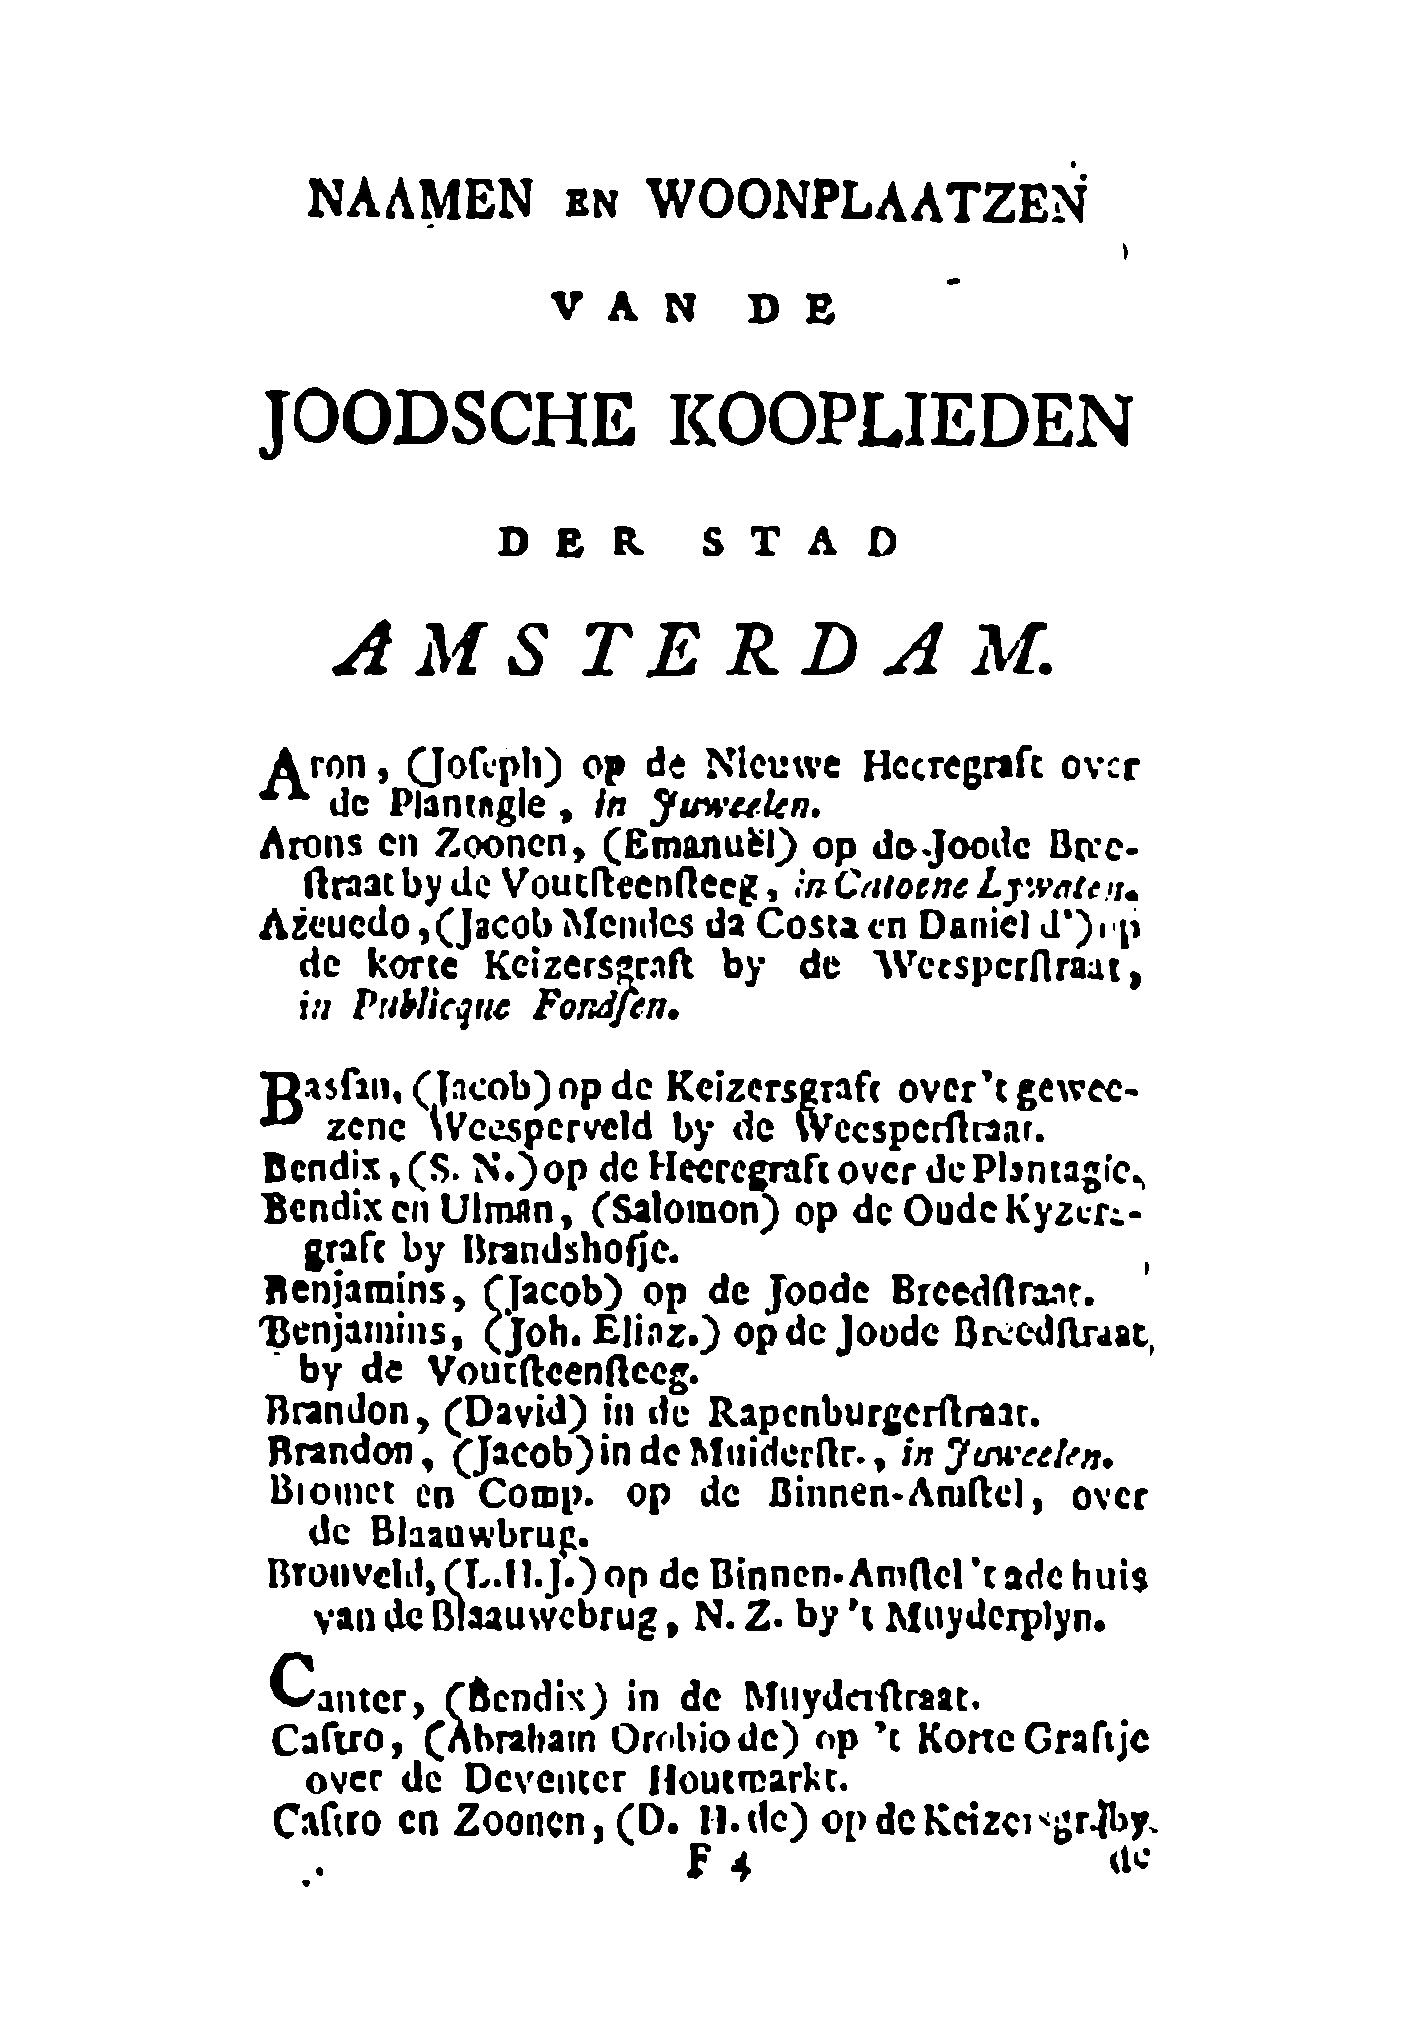 NAAMEN EN WOONPLAATZEN
VAN DE
JOODSCHE KOOPLIEDEN
DER STAD
AMSTERDAM.
Aron, (Joſeph) op de Nieuwe Heeregraft over
de Plantagie, in Juweelen.
Arons en Zoonen, (Emanuël) op de Joode Bree-
ſtraat by de Voutſteenſteeg, in Catoene Lywaten.
Azeuedo, (Jacob Mendes da Costa en Daniel d') op
de korte Keizersgraft by de Weesperſtraat,
in Publicque Fondſen.
Basſan, (Jacob) op de Keizersgraft over 't gewee-
zene Weesperveld by de Weesperſtraat.
Bendix, (S. N.) op de Heeregraft over de Plantagie.
Bendix en Ulman, (Salomon) op de Oude Kyzers-
graft by Brandshofje.
Benjamins, (Jacob) op de Joode Breedſtraat.
Benjamins, (Joh. Eliaz.) op de Joode Breedſtraat,
by de Voutſteenſteeg.
Brandon, (David) in de Rapenburgerſtraat.
Brandon, (Jacob) in de Muiderſtr., in Juweelen.
Bromet en Comp. op de Binnen-Amſtel, over
de Blaauwbrug.
Brouveld, (L.H.J.) op de Binnen-Amſtel 't ade huis
van de Blaauwebrug, N. Z. by 't Muyderplyn.
Canter, (Bendix) in de Muyderſtraat.
Caſtro, (Abraham Orobio de) op 't Korte Graftje
over de Deventer Houtmarkt.
Caſtro en Zoonen, (D. H. de) op de Keizersgr. by
F 4 de